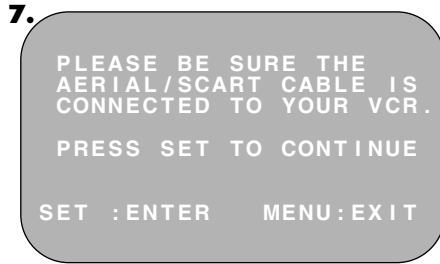 7.
PLEASE BE SURE THE
AERIAL/SCART CABLE IS
CONNECTED TO YOUR VCR.
PRESS SET TO CONTINUE
SET :ENTER MENU:EXIT